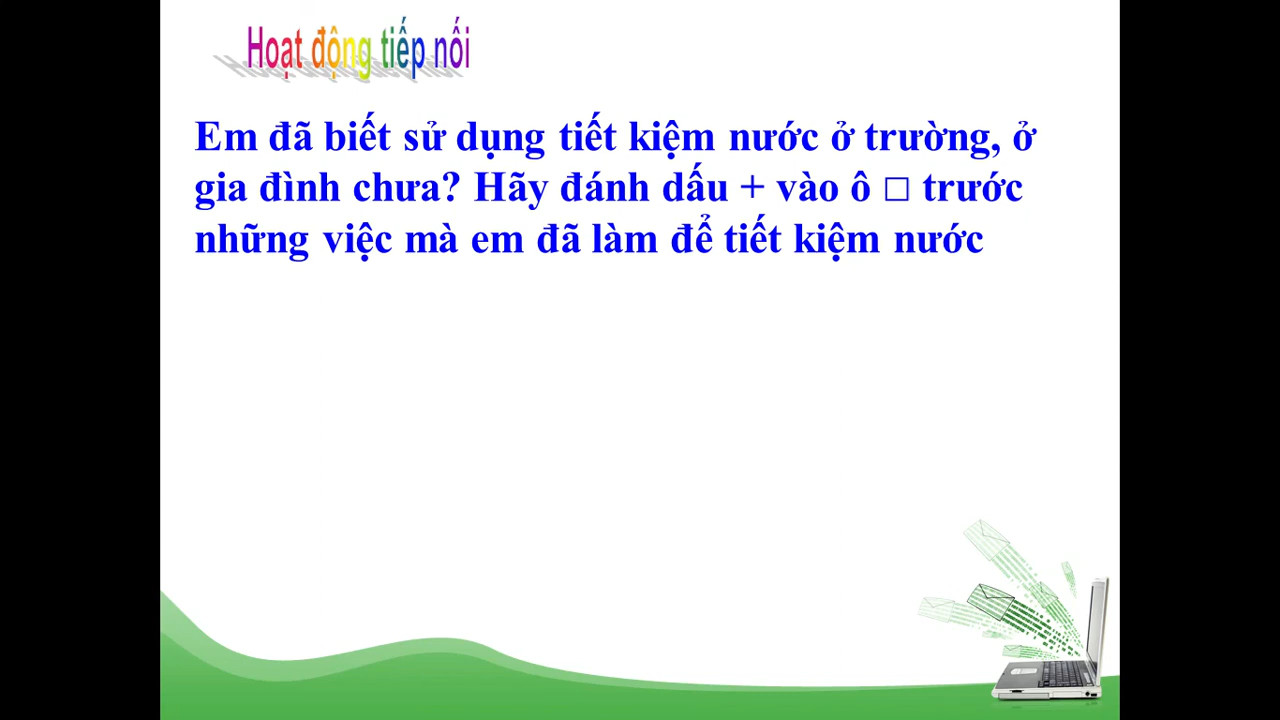 Hoạt động tiếp nối
Em đã biết sử dụng tiết kiệm nước ở trường, ở
gia đình chưa? Hãy đánh dấu + vào ô □ trước
những việc mà em đã làm để tiết kiệm nước